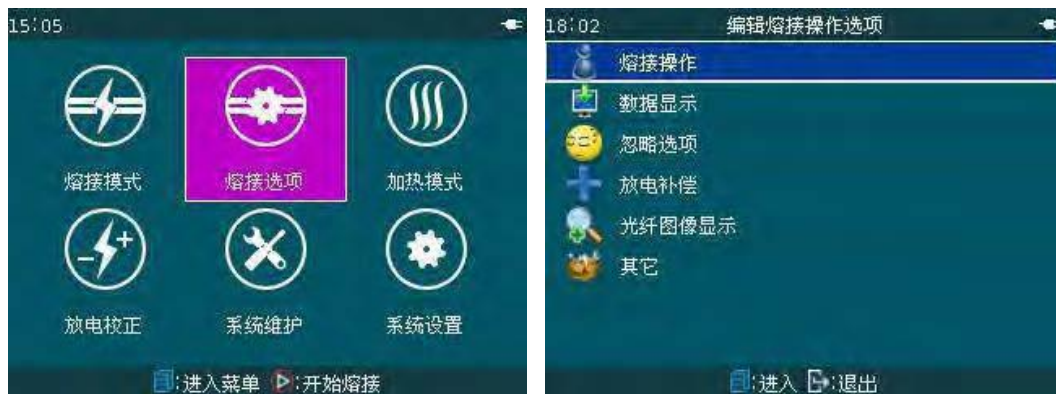 15:05
熔接模式 熔接选项 加热模式
放电校正 系统维护 系统设置
:进入菜单 :开始熔接
18:02 编辑熔接操作选项
熔接操作
数据显示
忽略选项
放电补偿
光纤图像显示
其它
:进入 :退出